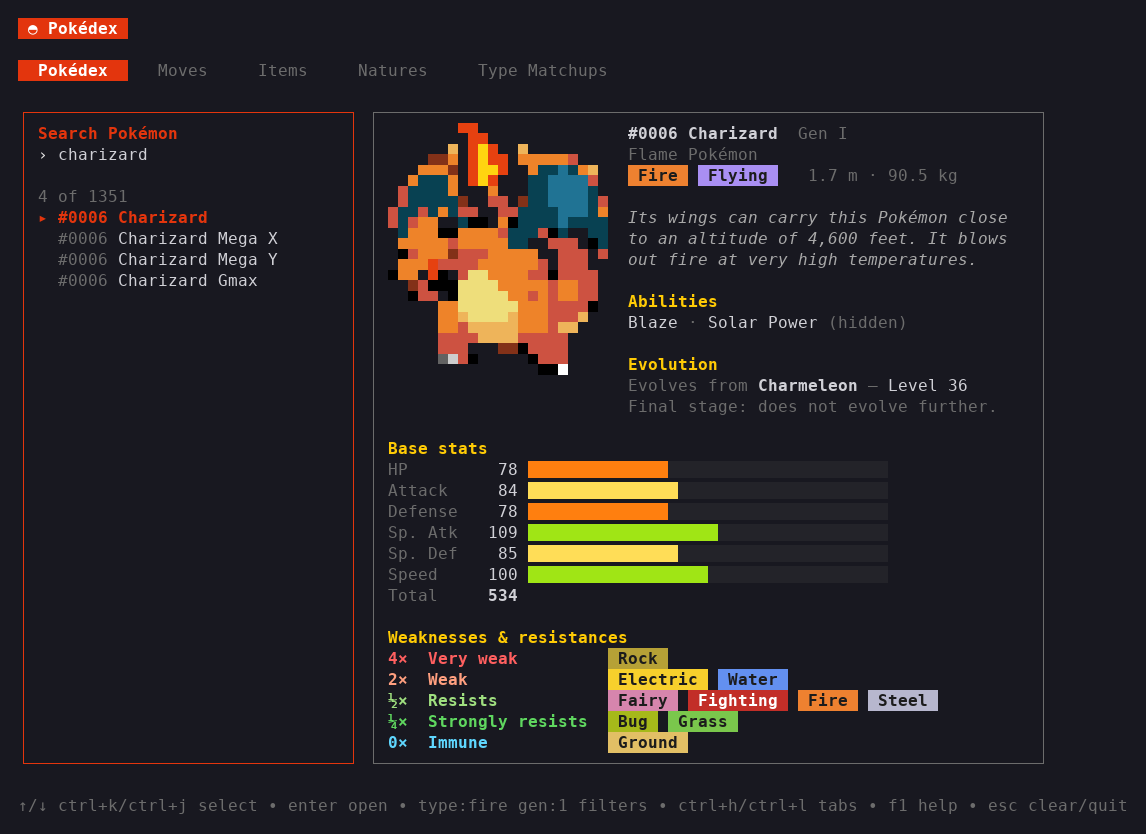 ◓ Pokédex
Pokédex Moves Items Natures Type Matchups
Search Pokémon
› charizard
4 of 1351
▸ #0006 Charizard
#0006 Charizard Mega X
#0006 Charizard Mega Y
#0006 Charizard Gmax
#0006 Charizard Gen I
Flame Pokémon
Fire Flying 1.7 m · 90.5 kg
Its wings can carry this Pokémon close
to an altitude of 4,600 feet. It blows
out fire at very high temperatures.
Abilities
Blaze · Solar Power (hidden)
Evolution
Evolves from Charmeleon — Level 36
Final stage: does not evolve further.
Base stats
HP 78
Attack 84
Defense 78
Sp. Atk 109
Sp. Def 85
Speed 100
Total 534
Weaknesses & resistances
4× Very weak Rock
2× Weak Electric Water
½× Resists Fairy Fighting Fire Steel
¼× Strongly resists Bug Grass
0× Immune Ground
↑/↓ ctrl+k/ctrl+j select • enter open • type:fire gen:1 filters • ctrl+h/ctrl+l tabs • f1 help • esc clear/quit